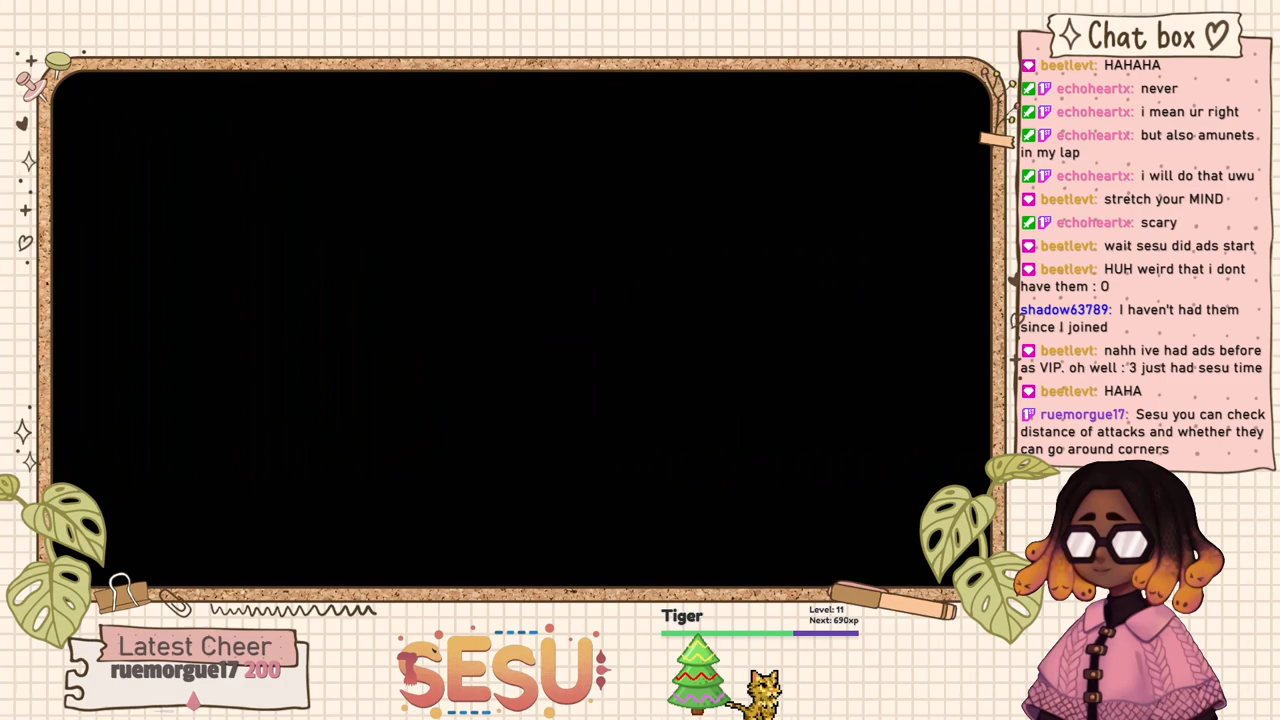 Chat box
beetlevt: HAHAHA
echoheartx: never
echoheartx: i mean ur right
echoheartx: but also amunets
in my lap
echoheartx: i will do that uwu
beetlevt: stretch your MIND
echoheartx: scary
beetlevt: wait sesu did ads start
beetlevt: HUH weird that i dont
have them : O
shadow63789: I haven't had them
since I joined
beetlevt: nahh ive had ads before
as VIP. oh well : 3 just had sesu time
beetlevt: HAHA
ruemorgue17: Sesu you can check
distance of attacks and whether they
can go around corners
Latest Cheer
ruemorgue17 200
SESU
Tiger
Level: 11
Next: 690xp